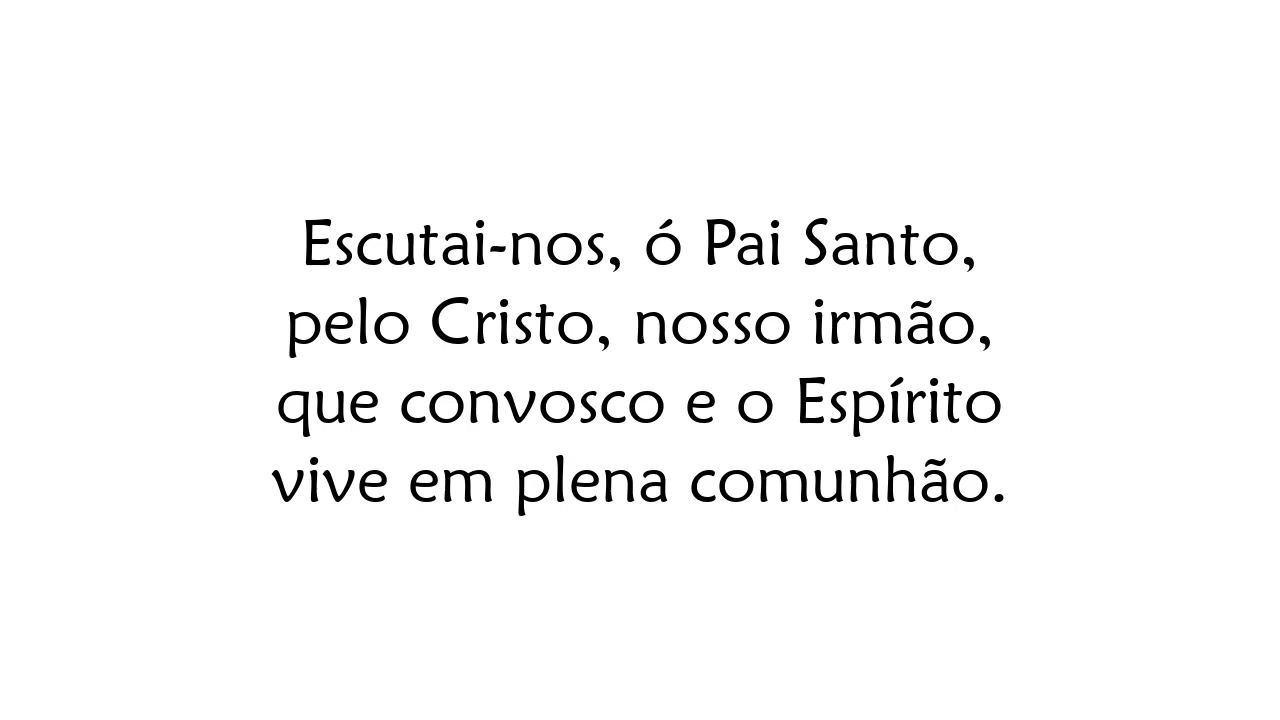 Escutai-nos, ó Pai Santo,
pelo Cristo, nosso irmão,
que convosco e o Espírito
vive em plena comunhão.